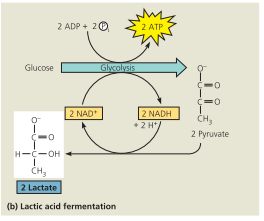 2 ADP + 2 Pᵢ
2 ATP
Glucose
Glycolysis
O⁻
C=O
C=O
CH₃
2 Pyruvate
2 NAD⁺
2 NADH
+ 2 H⁺
O⁻
C=O
H–C–OH
CH₃
2 Lactate
(b) Lactic acid fermentation